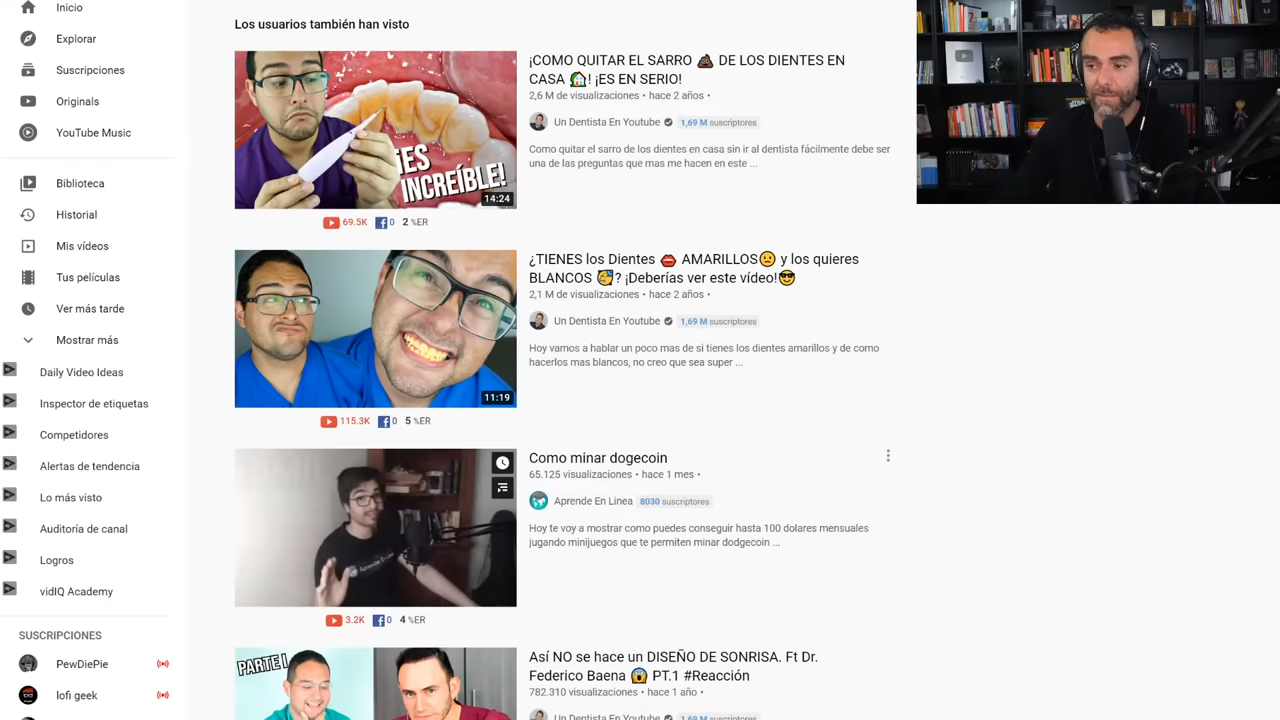 Inicio
Explorar
Suscripciones
Originals
YouTube Music
Biblioteca
Historial
Mis vídeos
Tus películas
Ver más tarde
Mostrar más
Daily Video Ideas
Inspector de etiquetas
Competidores
Alertas de tendencia
Lo más visto
Auditoría de canal
Logros
vidIQ Academy
SUSCRIPCIONES
PewDiePie
lofi geek
Los usuarios también han visto
¡ES
INCREÍBLE!
14:24
69.5K 0 2 %ER
¡COMO QUITAR EL SARRO 💩 DE LOS DIENTES EN
CASA 🏡! ¡ES EN SERIO!
2,6 M de visualizaciones • hace 2 años •
Un Dentista En Youtube 1,69 M suscriptores
Como quitar el sarro de los dientes en casa sin ir al dentista fácilmente debe ser
una de las preguntas que mas me hacen en este ...
11:19
115.3K 0 5 %ER
¿TIENES los Dientes 👄 AMARILLOS🙁 y los quieres
BLANCOS 🥳? ¡Deberías ver este vídeo!😎
2,1 M de visualizaciones • hace 2 años •
Un Dentista En Youtube 1,69 M suscriptores
Hoy vamos a hablar un poco mas de si tienes los dientes amarillos y de como
hacerlos mas blancos, no creo que sea super ...
3.2K 0 4 %ER
Como minar dogecoin
65.125 visualizaciones • hace 1 mes •
Aprende En Linea 8030 suscriptores
Hoy te voy a mostrar como puedes conseguir hasta 100 dolares mensuales
jugando minijuegos que te permiten minar dodgecoin ...
PARTE I
Así NO se hace un DISEÑO DE SONRISA. Ft Dr.
Federico Baena 😱 PT.1 #Reacción
782.310 visualizaciones • hace 1 año •
Un Dentista En Youtube 1,69 M suscriptores